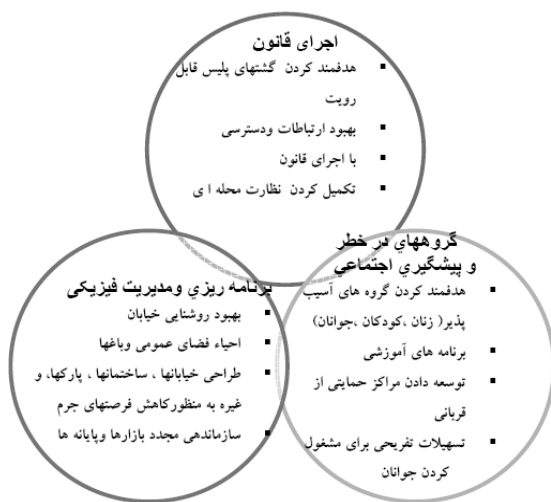 اجرای قانون
▪ هدفمند کردن گشتهای پلیس قابل
رویت
▪ بهبود ارتباطات ودسترسی
▪ با اجرای قانون
▪ تکمیل کردن نظارت محله ا ی
گروههاي در خطر
و پيشگيري اجتماعي
▪ هدفمند کردن گروه های آسیب
پذیر( زنان ،کودکان ،جوانان)
▪ برنامه های آموزشی
▪ توسعه دادن مراکز حمایتی از
قربانی
▪ تسهیلات تفریحی برای مشغول
کردن جوانان
برنامه ريزي ومديريت فيزيکی
▪ بهبود روشنایی خیابان
▪ احیاء فضای عمومی وباغها
▪ طراحی خیابانها ، ساختمانها ، پارکها، و
غیره به منظورکاهش فرصتهای جرم
▪ سازماندهی مجدد بازارها وپایانه ها